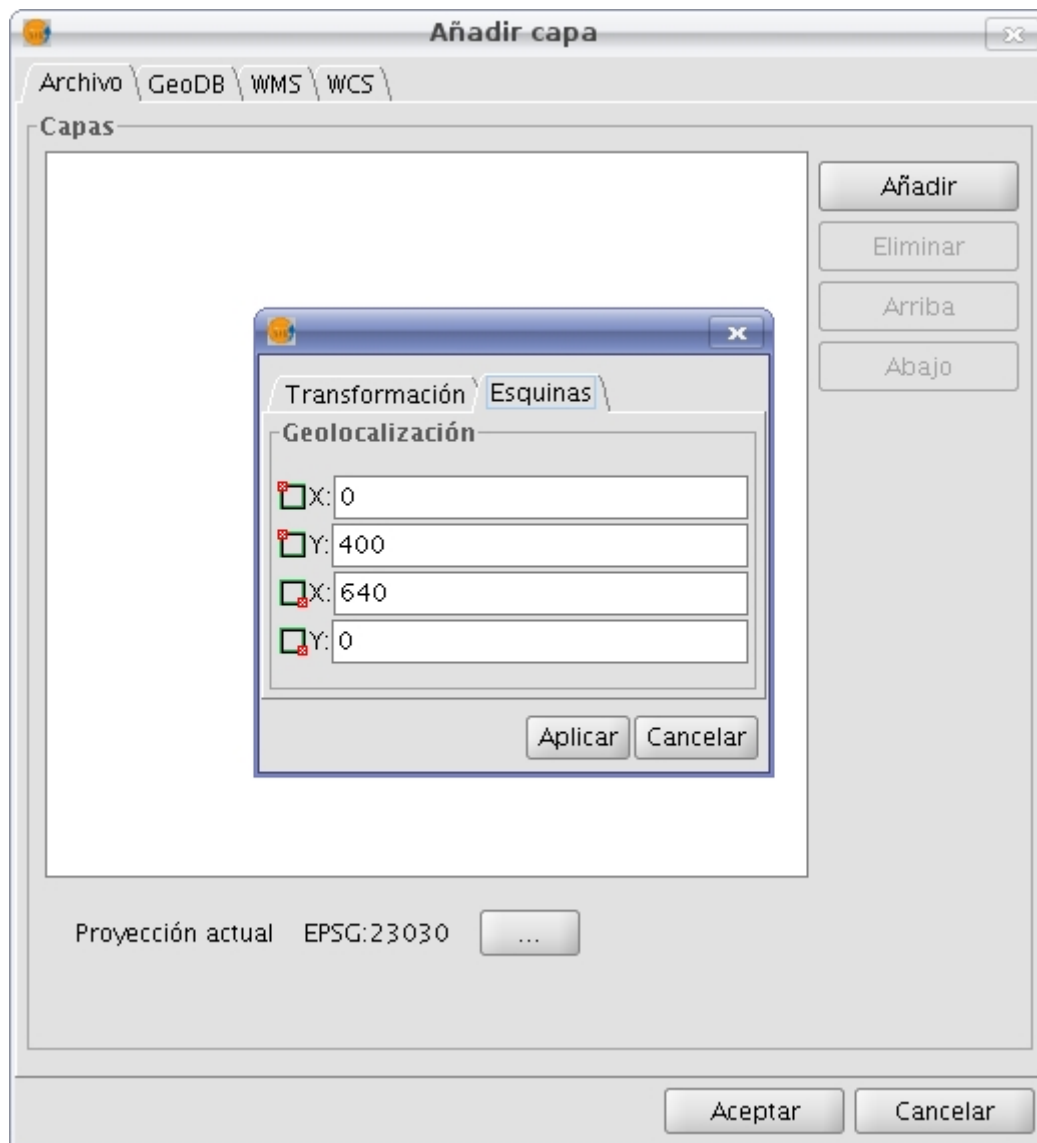 Añadir capa
Archivo GeoDB WMS WCS
Capas
Añadir
Eliminar
Arriba
Abajo
Transformación Esquinas
Geolocalización
X: 0
Y: 400
X: 640
Y: 0
Aplicar Cancelar
Proyección actual EPSG:23030 ...
Aceptar Cancelar